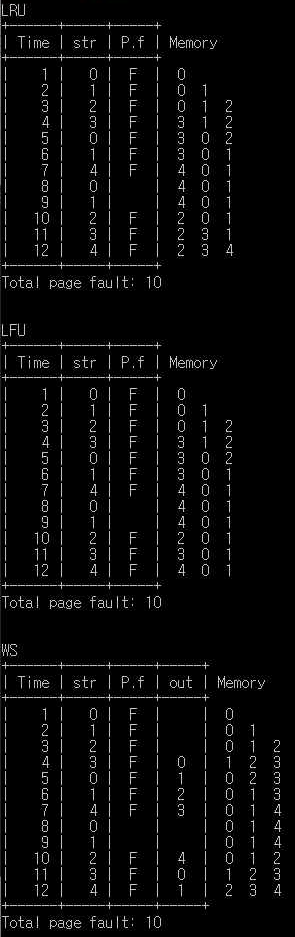 LRU
+------+-----+-----+
| Time | str | P.f | Memory
+------+-----+-----+
| 1 | 0 | F | 0
| 2 | 1 | F | 0 1
| 3 | 2 | F | 0 1 2
| 4 | 3 | F | 3 1 2
| 5 | 0 | F | 3 0 2
| 6 | 1 | F | 3 0 1
| 7 | 4 | F | 4 0 1
| 8 | 0 | | 4 0 1
| 9 | 1 | | 4 0 1
| 10 | 2 | F | 2 0 1
| 11 | 3 | F | 2 3 1
| 12 | 4 | F | 2 3 4
+------+-----+-----+
Total page fault: 10
LFU
+------+-----+-----+
| Time | str | P.f | Memory
+------+-----+-----+
| 1 | 0 | F | 0
| 2 | 1 | F | 0 1
| 3 | 2 | F | 0 1 2
| 4 | 3 | F | 3 1 2
| 5 | 0 | F | 3 0 2
| 6 | 1 | F | 3 0 1
| 7 | 4 | F | 4 0 1
| 8 | 0 | | 4 0 1
| 9 | 1 | | 4 0 1
| 10 | 2 | F | 2 0 1
| 11 | 3 | F | 3 0 1
| 12 | 4 | F | 4 0 1
+------+-----+-----+
Total page fault: 10
WS
+------+-----+-----+-----+
| Time | str | P.f | out | Memory
+------+-----+-----+-----+
| 1 | 0 | F | | 0
| 2 | 1 | F | | 0 1
| 3 | 2 | F | | 0 1 2
| 4 | 3 | F | 0 | 1 2 3
| 5 | 0 | F | 1 | 0 2 3
| 6 | 1 | F | 2 | 0 1 3
| 7 | 4 | F | 3 | 0 1 4
| 8 | 0 | | | 0 1 4
| 9 | 1 | | | 0 1 4
| 10 | 2 | F | 4 | 0 1 2
| 11 | 3 | F | 0 | 1 2 3
| 12 | 4 | F | 1 | 2 3 4
+------+-----+-----+-----+
Total page fault: 10